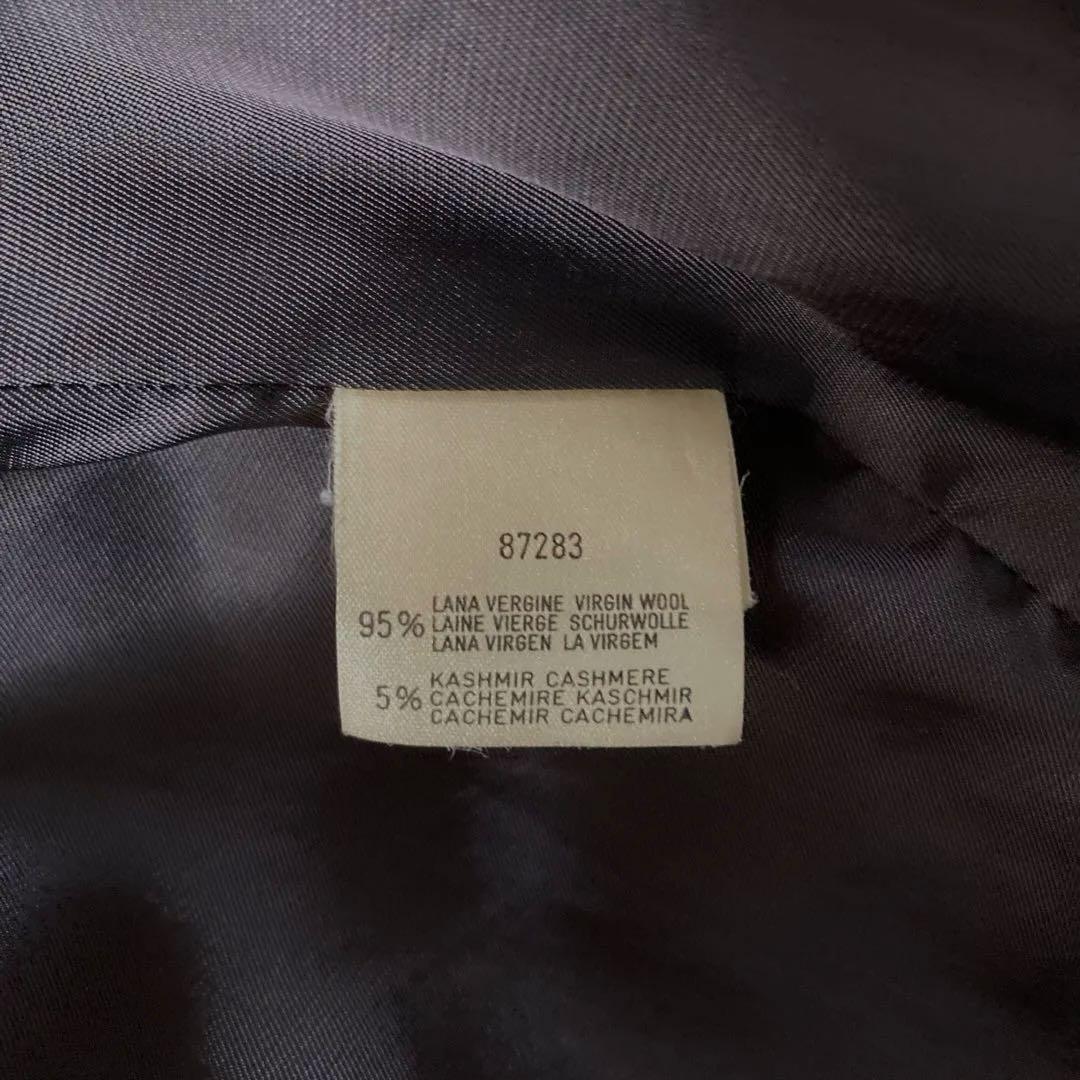 87283
95% LANA VERGINE VIRGIN WOOL
LAINE VIERGE SCHURWOLLE
LANA VIRGEN LA VIRGEM
5% KASHMIR CASHMERE
CACHEMIRE KASCHMIR
CACHEMIR CACHEMIRA